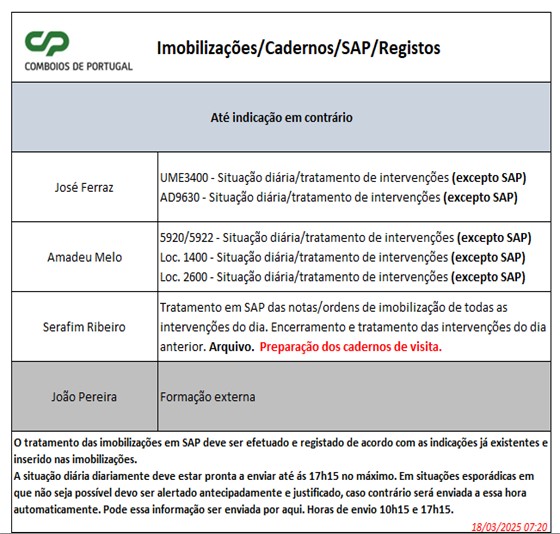 CP
COMBOIOS DE PORTUGAL
Imobilizações/Cadernos/SAP/Registos
Até indicação em contrário
José Ferraz
UME3400 - Situação diária/tratamento de intervenções (excepto SAP)
AD9630 - Situação diária/tratamento de intervenções (excepto SAP)
Amadeu Melo
5920/5922 - Situação diária/tratamento de intervenções (excepto SAP)
Loc. 1400 - Situação diária/tratamento de intervenções (excepto SAP)
Loc. 2600 - Situação diária/tratamento de intervenções (excepto SAP)
Serafim Ribeiro
Tratamento em SAP das notas/ordens de imobilização de todas as
intervenções do dia. Encerramento e tratamento das intervenções do dia
anterior. Arquivo. Preparação dos cadernos de visita.
João Pereira
Formação externa
O tratamento das imobilizações em SAP deve ser efetuado e registado de acordo com as indicações já existentes e
inserido nas imobilizações.
A situação diária diariamente deve estar pronta a enviar até ás 17h15 no máximo. Em situações esporádicas em
que não seja possível devo ser alertado antecipadamente e justificado, caso contrário será enviada a essa hora
automaticamente. Pode essa informação ser enviada por aqui. Horas de envio 10h15 e 17h15.
18/03/2025 07:20